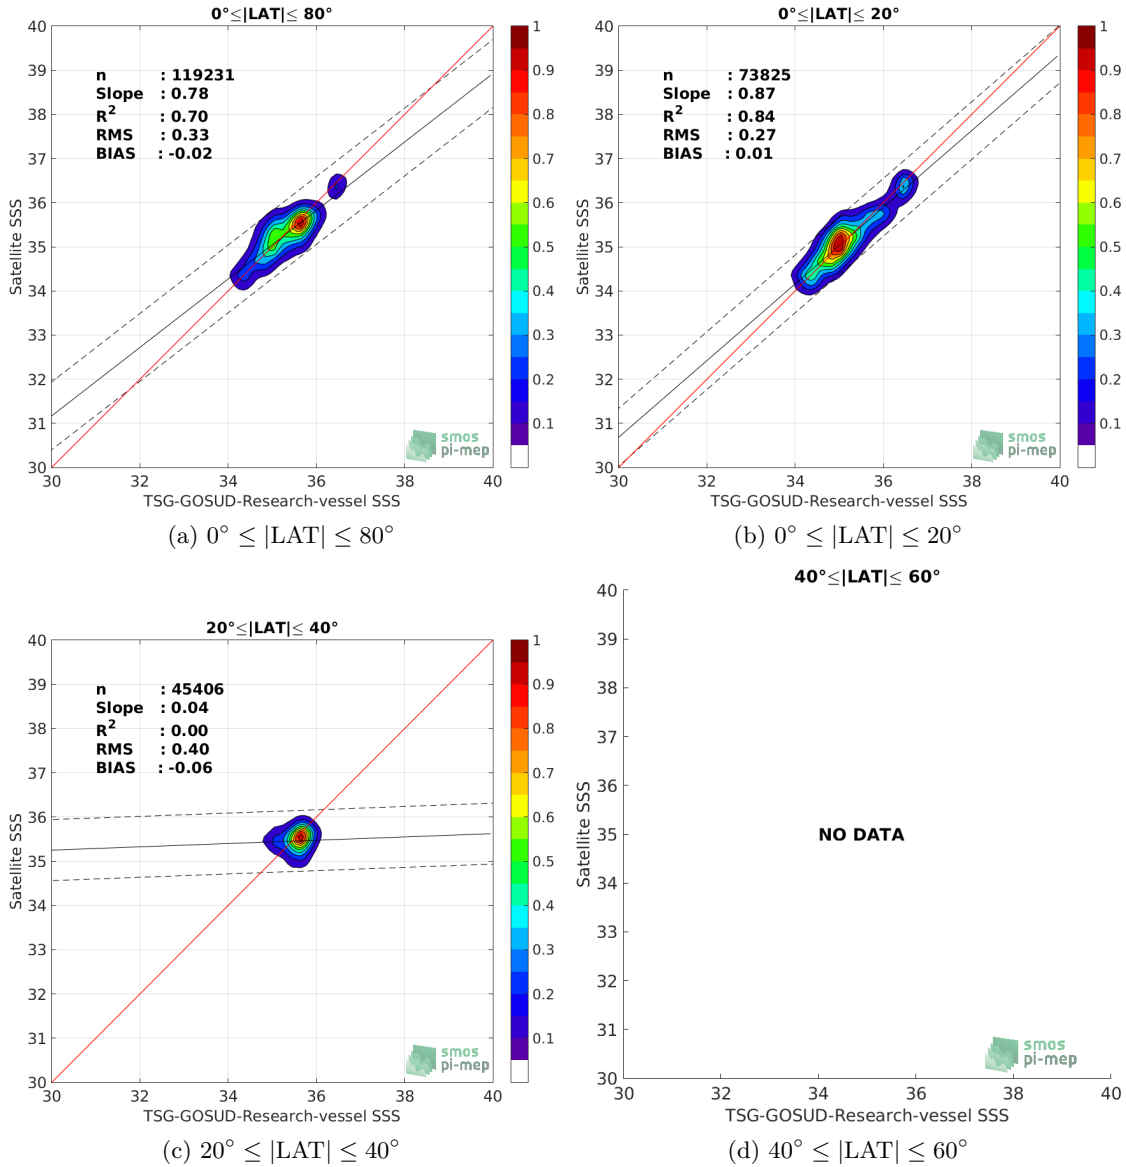 0°≤|LAT|≤ 80°
40
39
38
37
36
35
34
33
32
31
30
Satellite SSS
n : 119231
Slope : 0.78
R² : 0.70
RMS : 0.33
BIAS : -0.02
30 32 34 36 38 40
TSG-GOSUD-Research-vessel SSS
smos
pi-mep
1
0.9
0.8
0.7
0.6
0.5
0.4
0.3
0.2
0.1
(a) 0° ≤ |LAT| ≤ 80°
0°≤|LAT|≤ 20°
40
39
38
37
36
35
34
33
32
31
30
Satellite SSS
n : 73825
Slope : 0.87
R² : 0.84
RMS : 0.27
BIAS : 0.01
30 32 34 36 38 40
TSG-GOSUD-Research-vessel SSS
smos
pi-mep
1
0.9
0.8
0.7
0.6
0.5
0.4
0.3
0.2
0.1
(b) 0° ≤ |LAT| ≤ 20°
20°≤|LAT|≤ 40°
40
39
38
37
36
35
34
33
32
31
30
Satellite SSS
n : 45406
Slope : 0.04
R² : 0.00
RMS : 0.40
BIAS : -0.06
30 32 34 36 38 40
TSG-GOSUD-Research-vessel SSS
smos
pi-mep
1
0.9
0.8
0.7
0.6
0.5
0.4
0.3
0.2
0.1
(c) 20° ≤ |LAT| ≤ 40°
40°≤|LAT|≤ 60°
40
39
38
37
36
35
34
33
32
31
30
Satellite SSS
NO DATA
30 32 34 36 38 40
TSG-GOSUD-Research-vessel SSS
smos
pi-mep
(d) 40° ≤ |LAT| ≤ 60°